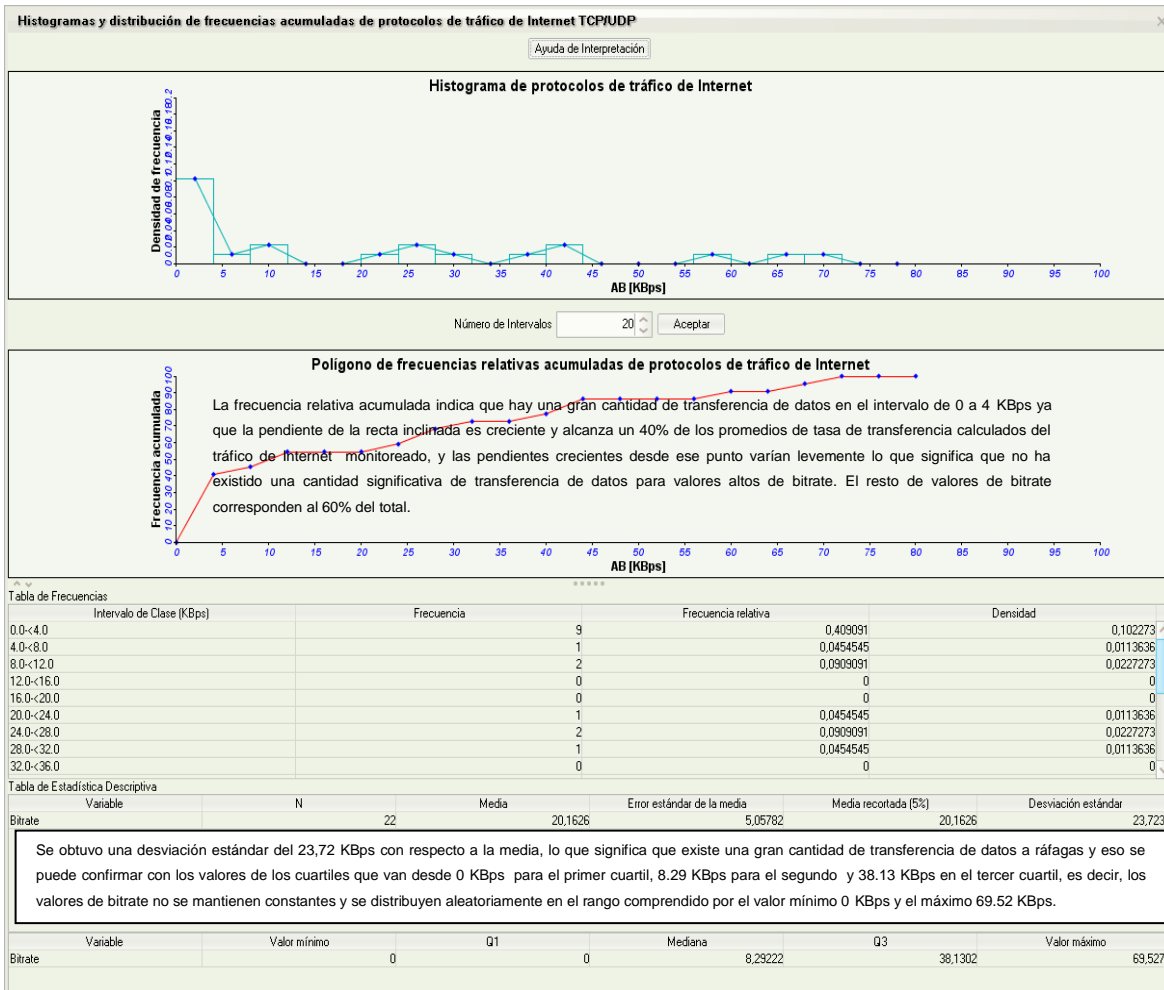 Histogramas y distribución de frecuencias acumuladas de protocolos de tráfico de Internet TCP/UDP
Ayuda de Interpretación
Histograma de protocolos de tráfico de Internet
Densidad de frecuencia
0 5 10 15 20 25 30 35 40 45 50 55 60 65 70 75 80 85 90 95 100
AB [KBps]
Número de Intervalos 20 Aceptar
Polígono de frecuencias relativas acumuladas de protocolos de tráfico de Internet
Frecuencia acumulada
0 10 20 30 40 50 60 70 80 90 100
La frecuencia relativa acumulada indica que hay una gran cantidad de transferencia de datos en el intervalo de 0 a 4 KBps ya
que la pendiente de la recta inclinada es creciente y alcanza un 40% de los promedios de tasa de transferencia calculados del
tráfico de Internet monitoreado, y las pendientes crecientes desde ese punto varían levemente lo que significa que no ha
existido una cantidad significativa de transferencia de datos para valores altos de bitrate. El resto de valores de bitrate
corresponden al 60% del total.
0 5 10 15 20 25 30 35 40 45 50 55 60 65 70 75 80 85 90 95 100
AB [KBps]
Tabla de Frecuencias
Intervalo de Clase (KBps) Frecuencia Frecuencia relativa Densidad
0.0-<4.0 9 0,409091 0,102273
4.0-<8.0 1 0,0454545 0,0113636
8.0-<12.0 2 0,0909091 0,0227273
12.0-<16.0 0 0 0
16.0-<20.0 0 0 0
20.0-<24.0 1 0,0454545 0,0113636
24.0-<28.0 2 0,0909091 0,0227273
28.0-<32.0 1 0,0454545 0,0113636
32.0-<36.0 0 0 0
Tabla de Estadística Descriptiva
Variable N Media Error estándar de la media Media recortada (5%) Desviación estándar
Bitrate 22 20,1626 5,05782 20,1626 23,723
Se obtuvo una desviación estándar del 23,72 KBps con respecto a la media, lo que significa que existe una gran cantidad de transferencia de datos a ráfagas y eso se
puede confirmar con los valores de los cuartiles que van desde 0 KBps para el primer cuartil, 8.29 KBps para el segundo y 38.13 KBps en el tercer cuartil, es decir, los
valores de bitrate no se mantienen constantes y se distribuyen aleatoriamente en el rango comprendido por el valor mínimo 0 KBps y el máximo 69.52 KBps.
Variable Valor mínimo Q1 Mediana Q3 Valor máximo
Bitrate 0 0 8,29222 38,1302 69,527